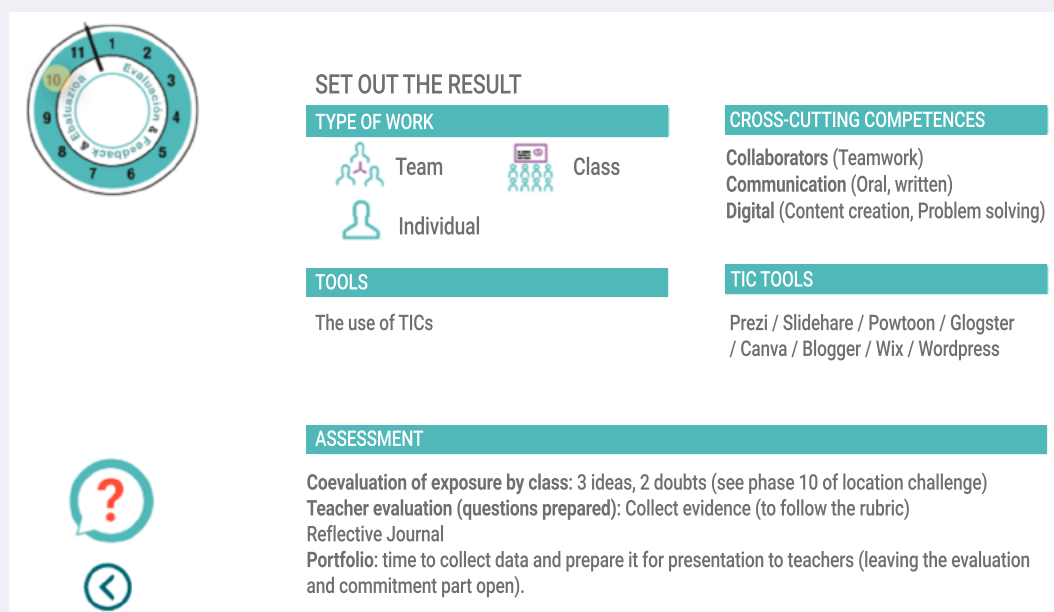 11 1 2
10 3
9 4
8 5
7 6
Evaluación & Feedback & Ebaluazioa
SET OUT THE RESULT
TYPE OF WORK
Team Class
Individual
CROSS-CUTTING COMPETENCES
Collaborators (Teamwork)
Communication (Oral, written)
Digital (Content creation, Problem solving)
TOOLS
The use of TICs
TIC TOOLS
Prezi / Slidehare / Powtoon / Glogster
/ Canva / Blogger / Wix / Wordpress
ASSESSMENT
Coevaluation of exposure by class: 3 ideas, 2 doubts (see phase 10 of location challenge)
Teacher evaluation (questions prepared): Collect evidence (to follow the rubric)
Reflective Journal
Portfolio: time to collect data and prepare it for presentation to teachers (leaving the evaluation
and commitment part open).
?